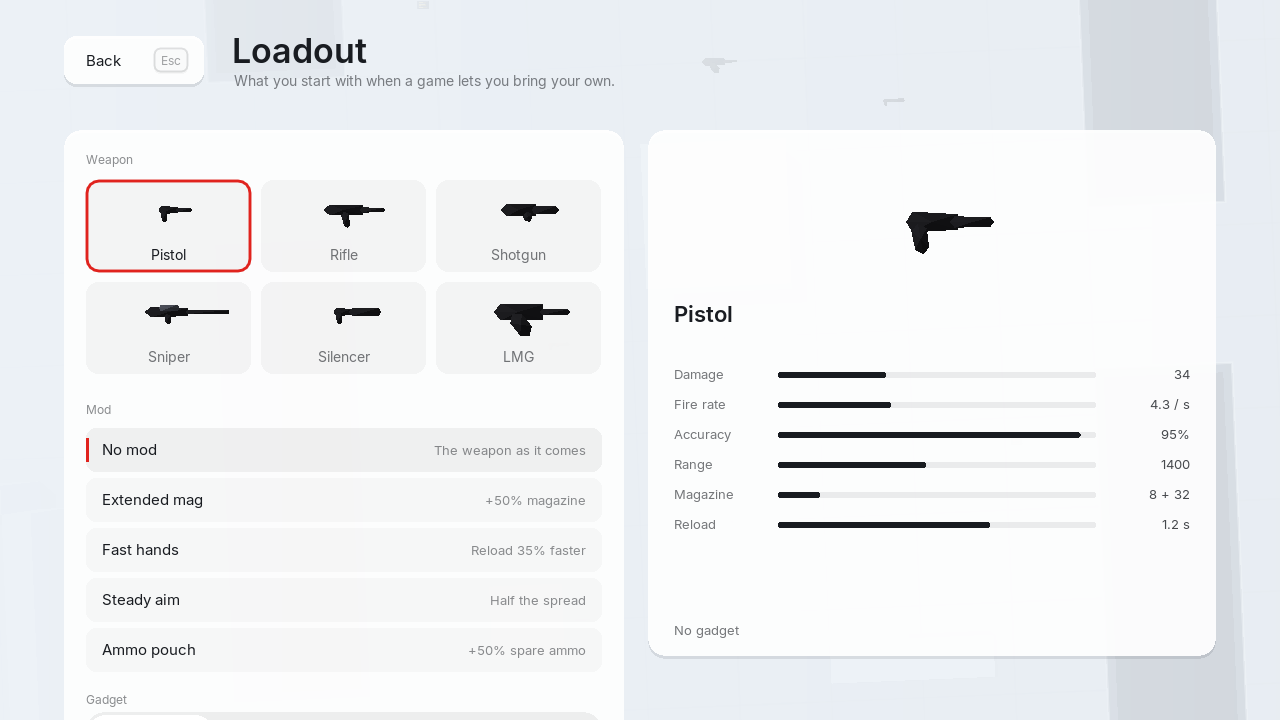 Back
Esc
Loadout
What you start with when a game lets you bring your own.
Weapon
Pistol
Rifle
Shotgun
Sniper
Silencer
LMG
Mod
No mod
The weapon as it comes
Extended mag
+50% magazine
Fast hands
Reload 35% faster
Steady aim
Half the spread
Ammo pouch
+50% spare ammo
Gadget
Pistol
Damage
34
Fire rate
4.3 / s
Accuracy
95%
Range
1400
Magazine
8 + 32
Reload
1.2 s
No gadget